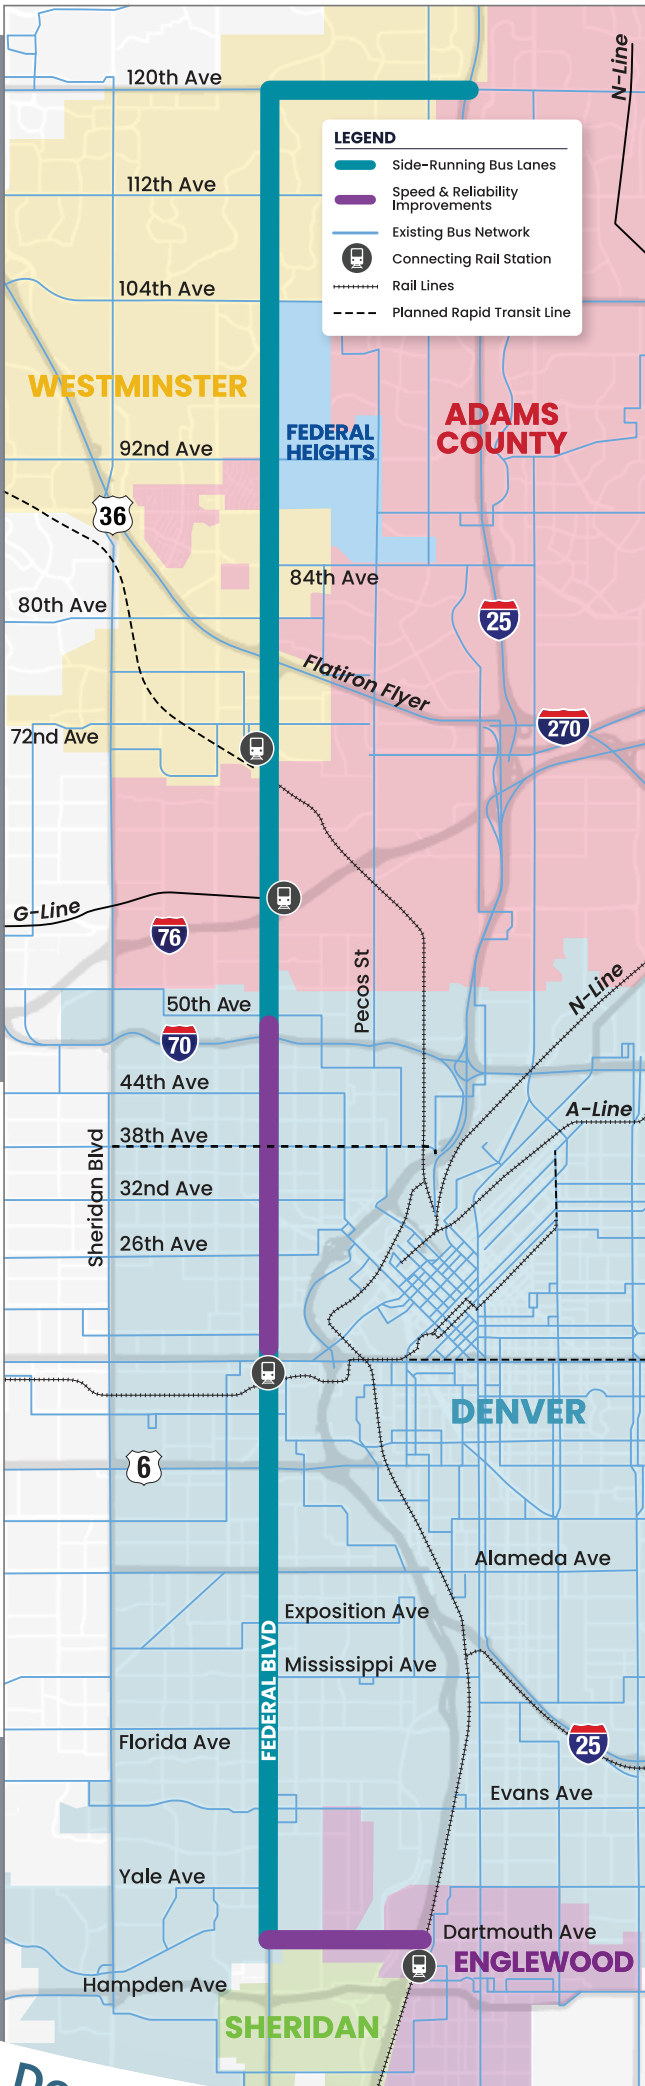 N-Line
120th Ave
LEGEND
Side-Running Bus Lanes
Speed & Reliability
Improvements
Existing Bus Network
Connecting Rail Station
Rail Lines
Planned Rapid Transit Line
112th Ave
104th Ave
WESTMINSTER
FEDERAL
HEIGHTS
ADAMS
COUNTY
92nd Ave
36
84th Ave
80th Ave
25
Flatiron Flyer
270
72nd Ave
G-Line
76
Pecos St
N-Line
50th Ave
70
44th Ave
A-Line
38th Ave
Sheridan Blvd
32nd Ave
26th Ave
DENVER
6
Alameda Ave
Exposition Ave
FEDERAL BLVD
Mississippi Ave
Florida Ave
25
Evans Ave
Yale Ave
Dartmouth Ave
ENGLEWOOD
Hampden Ave
SHERIDAN